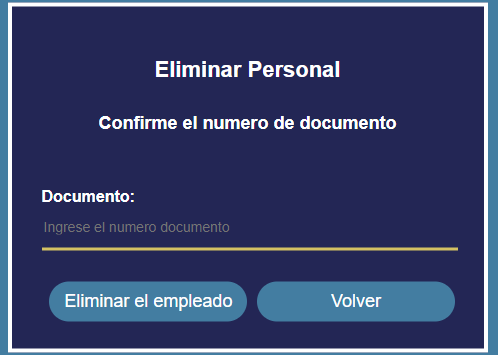 Eliminar Personal
Confirme el numero de documento
Documento:
Ingrese el numero documento
Eliminar el empleado
Volver